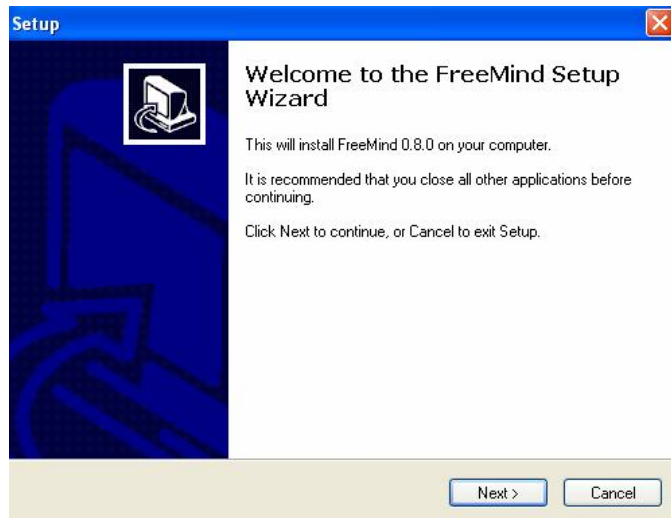 Setup
Welcome to the FreeMind Setup
Wizard
This will install FreeMind 0.8.0 on your computer.
It is recommended that you close all other applications before
continuing.
Click Next to continue, or Cancel to exit Setup.
Next >
Cancel